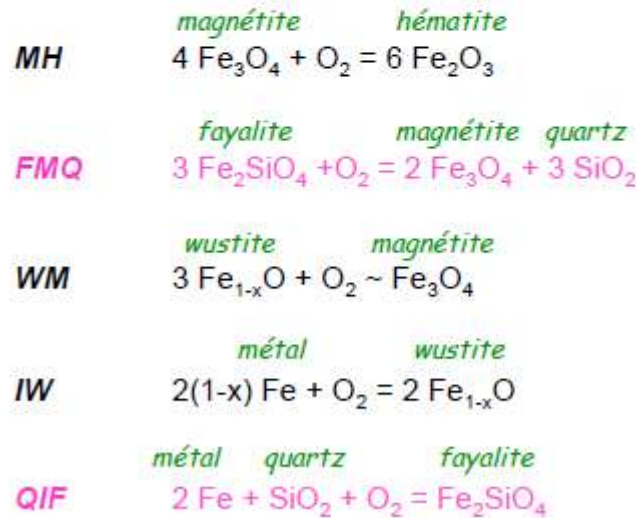 magnétite hématite
MH 4 Fe₃O₄ + O₂ = 6 Fe₂O₃
fayalite magnétite quartz
FMQ 3 Fe₂SiO₄ +O₂ = 2 Fe₃O₄ + 3 SiO₂
wustite magnétite
WM 3 Fe₁₋ₓO + O₂ ~ Fe₃O₄
métal wustite
IW 2(1-x) Fe + O₂ = 2 Fe₁₋ₓO
métal quartz fayalite
QIF 2 Fe + SiO₂ + O₂ = Fe₂SiO₄